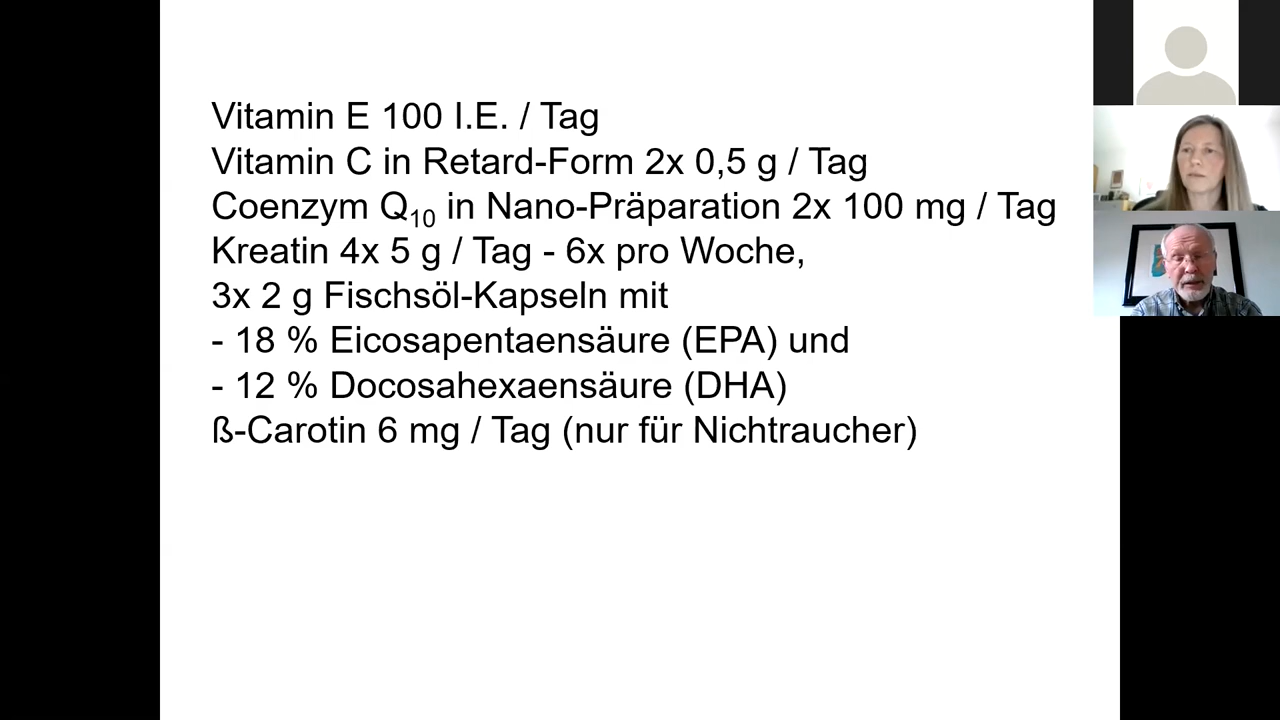 Vitamin E 100 I.E. / Tag
Vitamin C in Retard-Form 2x 0,5 g / Tag
Coenzym Q₁₀ in Nano-Präparation 2x 100 mg / Tag
Kreatin 4x 5 g / Tag - 6x pro Woche,
3x 2 g Fischsöl-Kapseln mit
- 18 % Eicosapentaensäure (EPA) und
- 12 % Docosahexaensäure (DHA)
ß-Carotin 6 mg / Tag (nur für Nichtraucher)